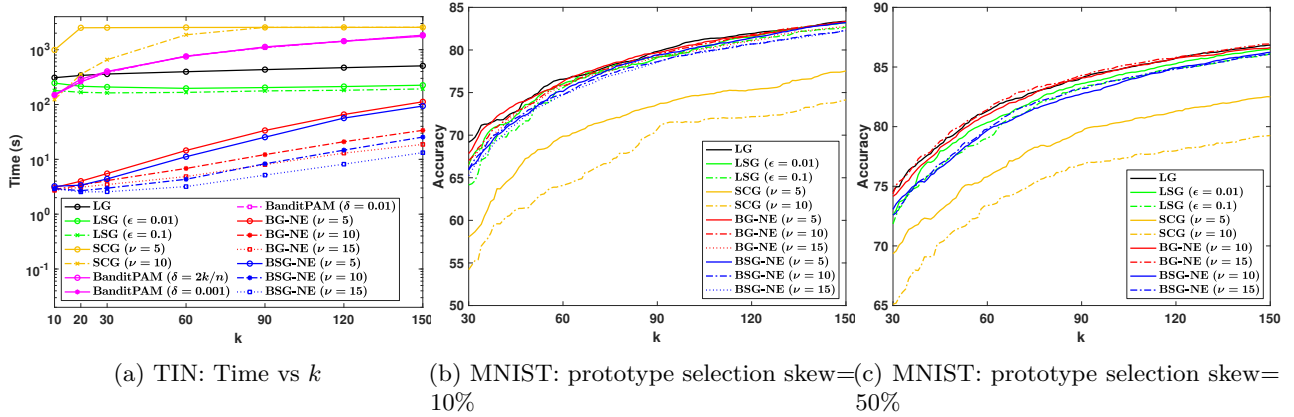 Time (s)
10³
10²
10¹
10⁰
10⁻¹
10 20 30 60 90 120 150
k
LG
LSG (ϵ = 0.01)
LSG (ϵ = 0.1)
SCG (ν = 5)
SCG (ν = 10)
BanditPAM (δ = 2k/n)
BanditPAM (δ = 0.001)
BanditPAM (δ = 0.01)
BG-NE (ν = 5)
BG-NE (ν = 10)
BG-NE (ν = 15)
BSG-NE (ν = 5)
BSG-NE (ν = 10)
BSG-NE (ν = 15)
(a) TIN: Time vs k
Accuracy
85
80
75
70
65
60
55
50
30 60 90 120 150
k
LG
LSG (ϵ = 0.01)
LSG (ϵ = 0.1)
SCG (ν = 5)
SCG (ν = 10)
BG-NE (ν = 5)
BG-NE (ν = 10)
BG-NE (ν = 15)
BSG-NE (ν = 5)
BSG-NE (ν = 10)
BSG-NE (ν = 15)
(b) MNIST: prototype selection skew=
10%
Accuracy
90
85
80
75
70
65
30 60 90 120 150
k
LG
LSG (ϵ = 0.01)
LSG (ϵ = 0.1)
SCG (ν = 5)
SCG (ν = 10)
BG-NE (ν = 10)
BG-NE (ν = 15)
BSG-NE (ν = 10)
BSG-NE (ν = 15)
(c) MNIST: prototype selection skew=
50%